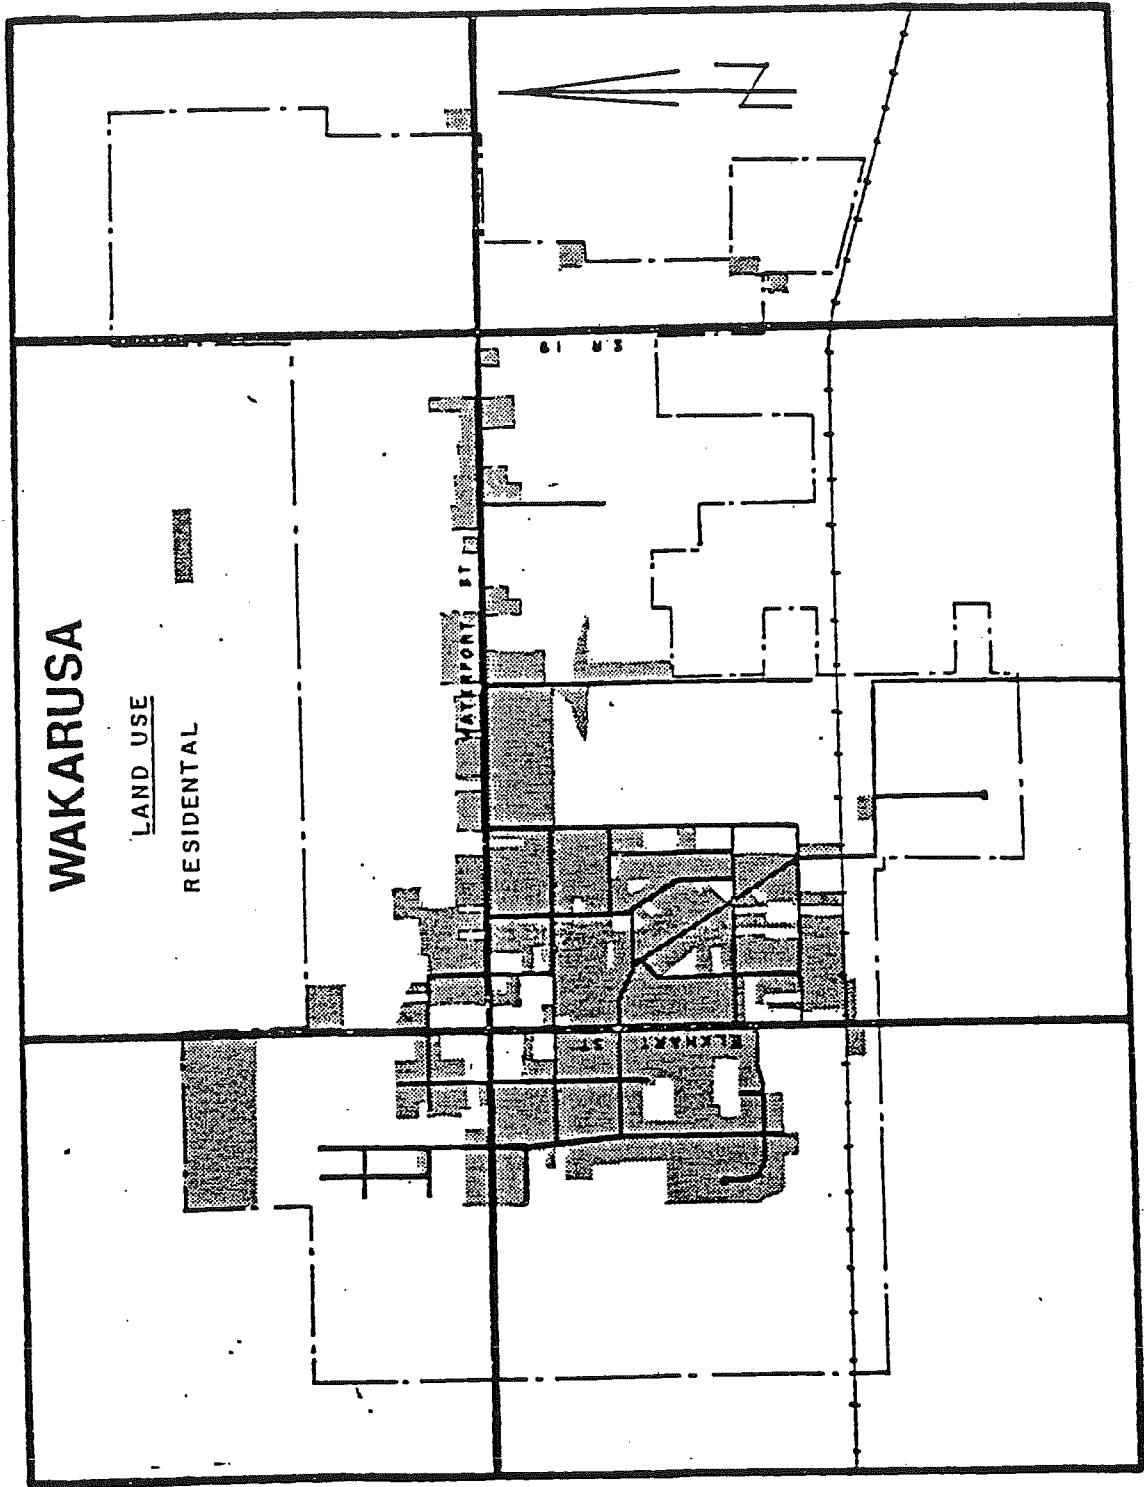 WAKARUSA
LAND USE
RESIDENTAL
WATERFORD ST
S.R. 19
ELKHART
ST.
N